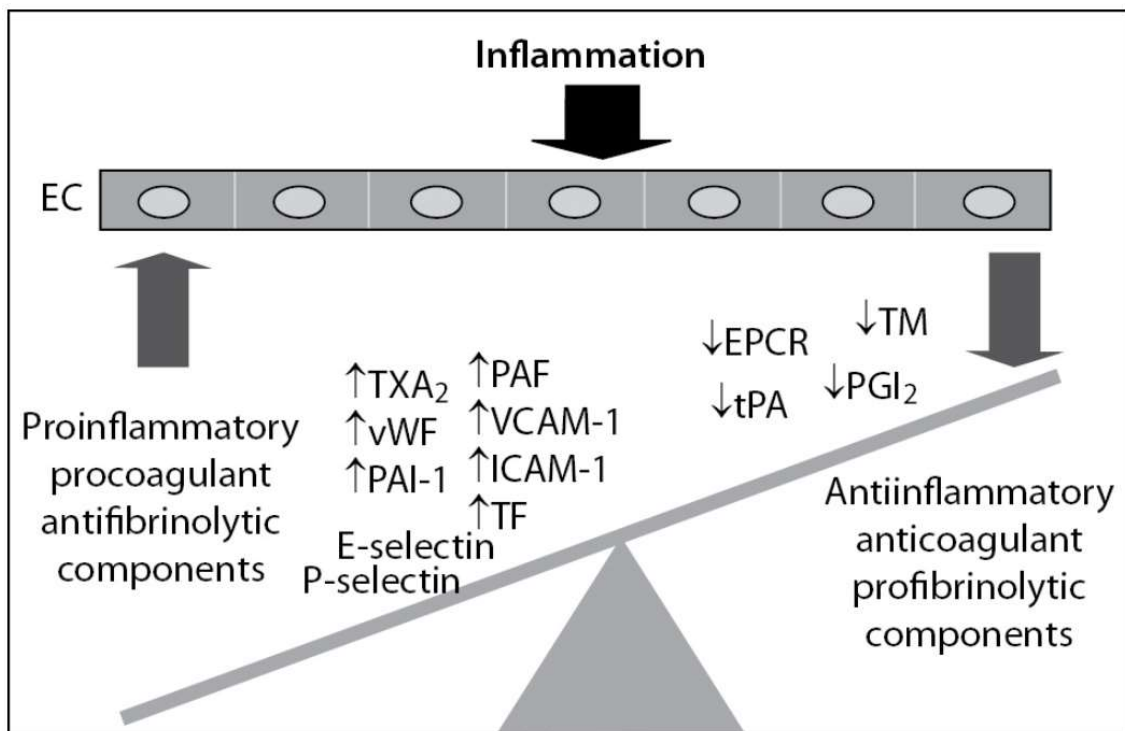 Inflammation
EC
↑TXA₂
↑vWF
↑PAI-1
E-selectin
P-selectin
↑PAF
↑VCAM-1
↑ICAM-1
↑TF
↓EPCR
↓tPA
↓TM
↓PGI₂
Proinflammatory
procoagulant
antifibrinolytic
components
Antiinflammatory
anticoagulant
profibrinolytic
components